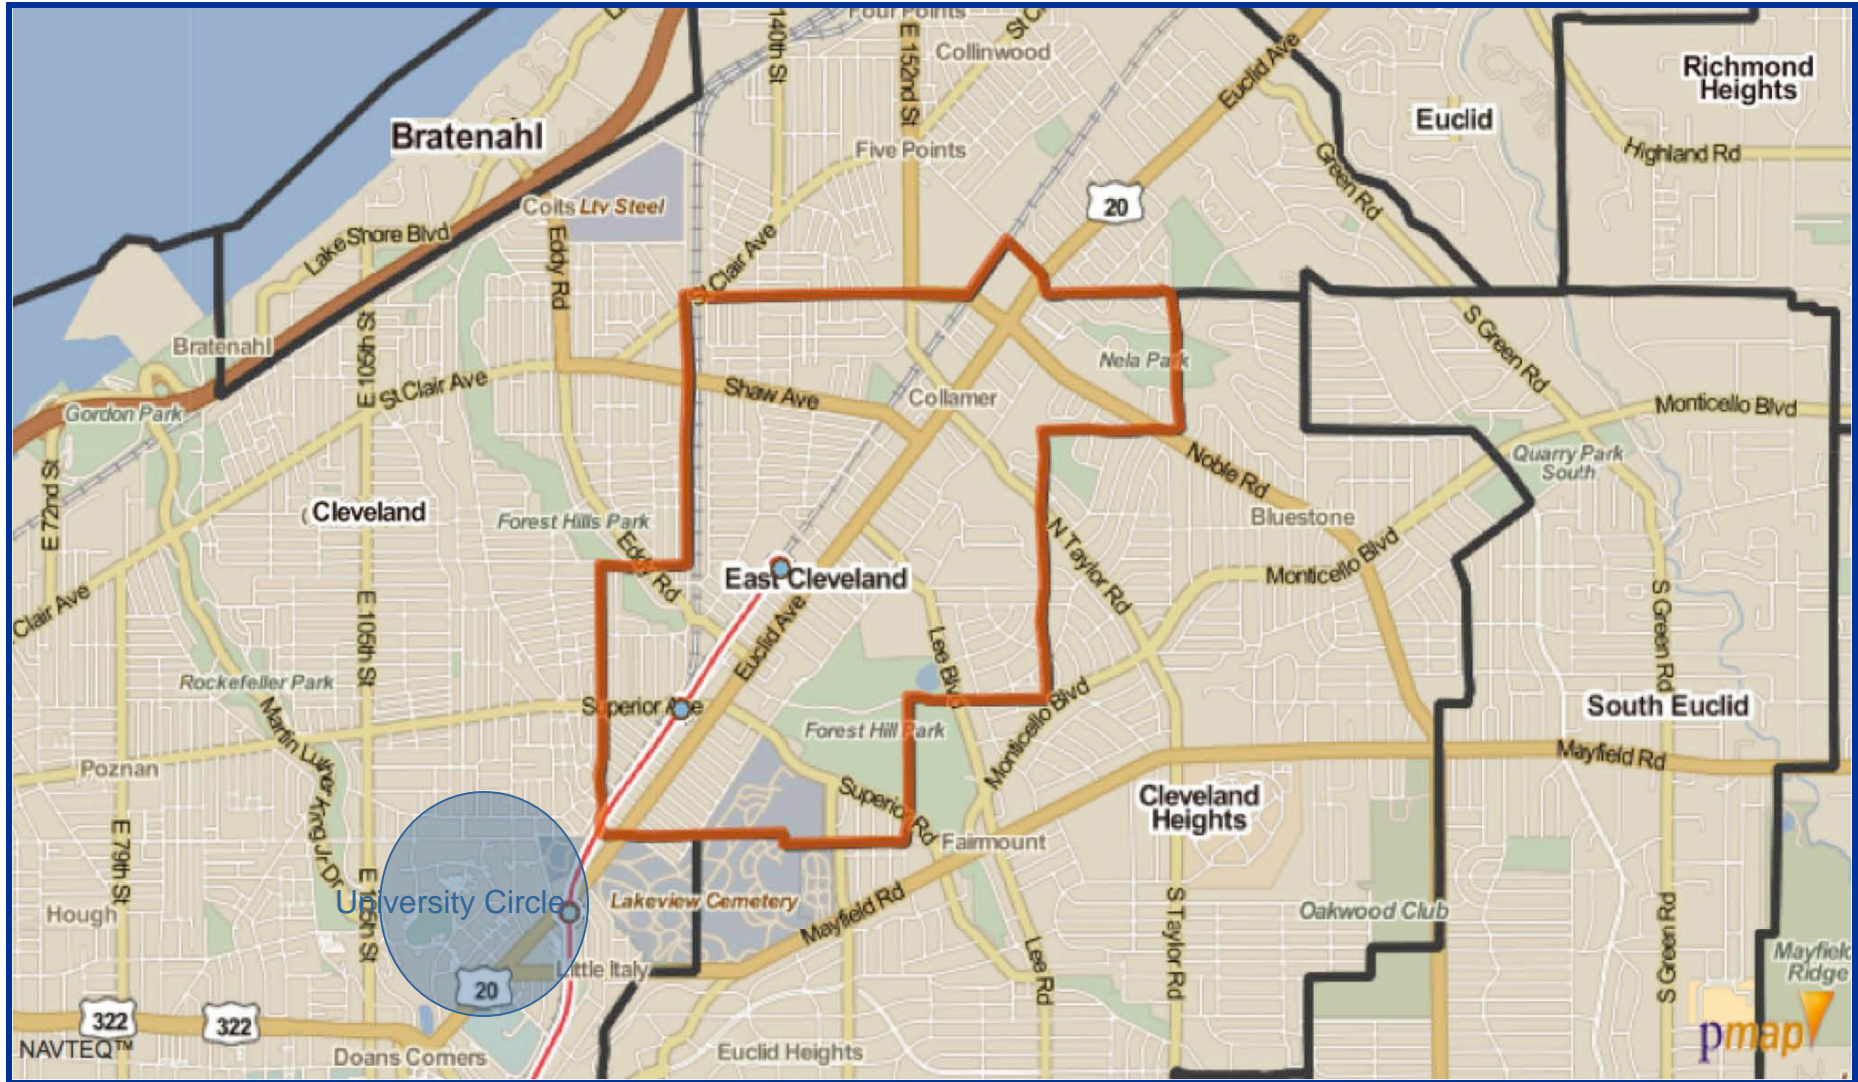 Four Points
St C
140th St
E 152nd St
Collinwood
Euclid Ave
Richmond
Heights
Euclid
Bratenahl
Five Points
Green Rd
Highland Rd
Coits
Ltv Steel
20
Lake Shore Blvd
Eddy Rd
St Clair Ave
Bratenahl
E 105th St
S Green Rd
Nela Park
St Clair Ave
Shaw Ave
Collamer
Monticello Blvd
Gordon Park
Noble Rd
Quarry Park
South
E 72nd St
Cleveland
Forest Hills Park
Bluestone
N Taylor Rd
Eddy Rd
Monticello Blvd
East Cleveland
Clair Ave
E 105th St
Euclid Ave
Lee Blvd
S Green Rd
Rockefeller Park
Superior Ave
Monticello Blvd
South Euclid
Martin Luther King Jr Dr
Forest Hill Park
Mayfield Rd
Poznan
Superior Rd
Cleveland
Heights
E 79th St
Fairmount
E 105th St
University Circle
Lakeview Cemetery
Mayfield Rd
Hough
S Taylor Rd
Oakwood Club
S Green Rd
Lee Rd
Mayfield
Ridge
Little Italy
20
322
322
NAVTEQ™
Doans Corners
Euclid Heights
pmap